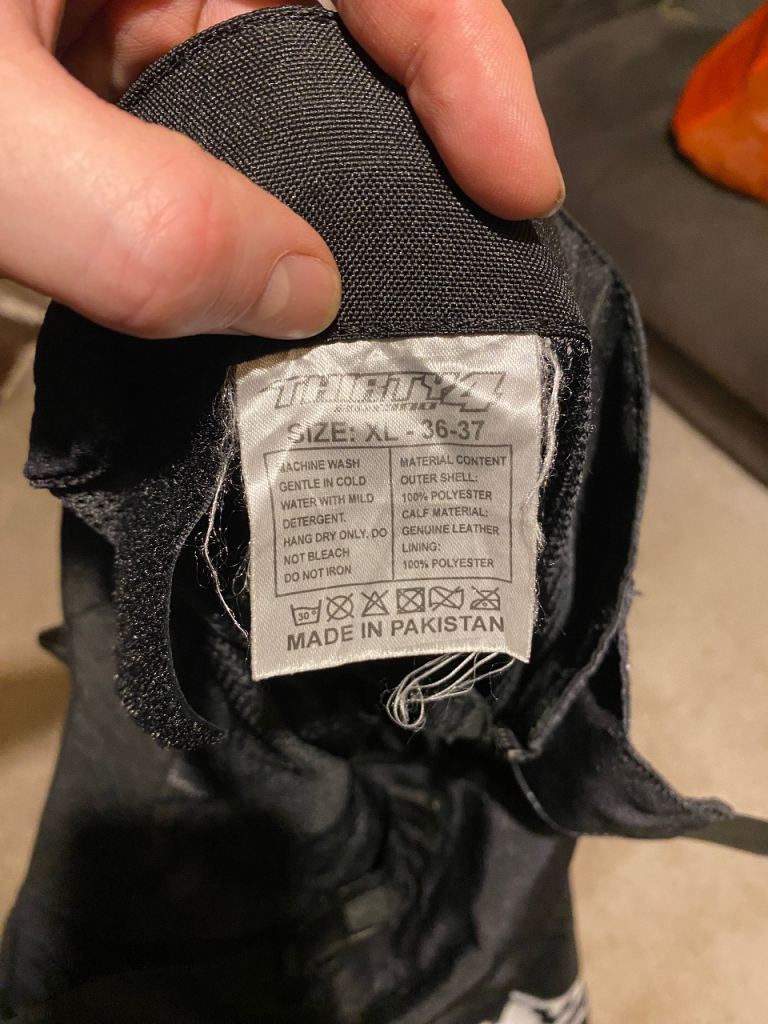 THIRTY4
SIZE: XL - 36-37
MACHINE WASH
GENTLE IN COLD
WATER WITH MILD
DETERGENT.
HANG DRY ONLY. DO
NOT BLEACH
DO NOT IRON
MATERIAL CONTENT
OUTER SHELL:
100% POLYESTER
CALF MATERIAL:
GENUINE LEATHER
LINING:
100% POLYESTER
30°
MADE IN PAKISTAN